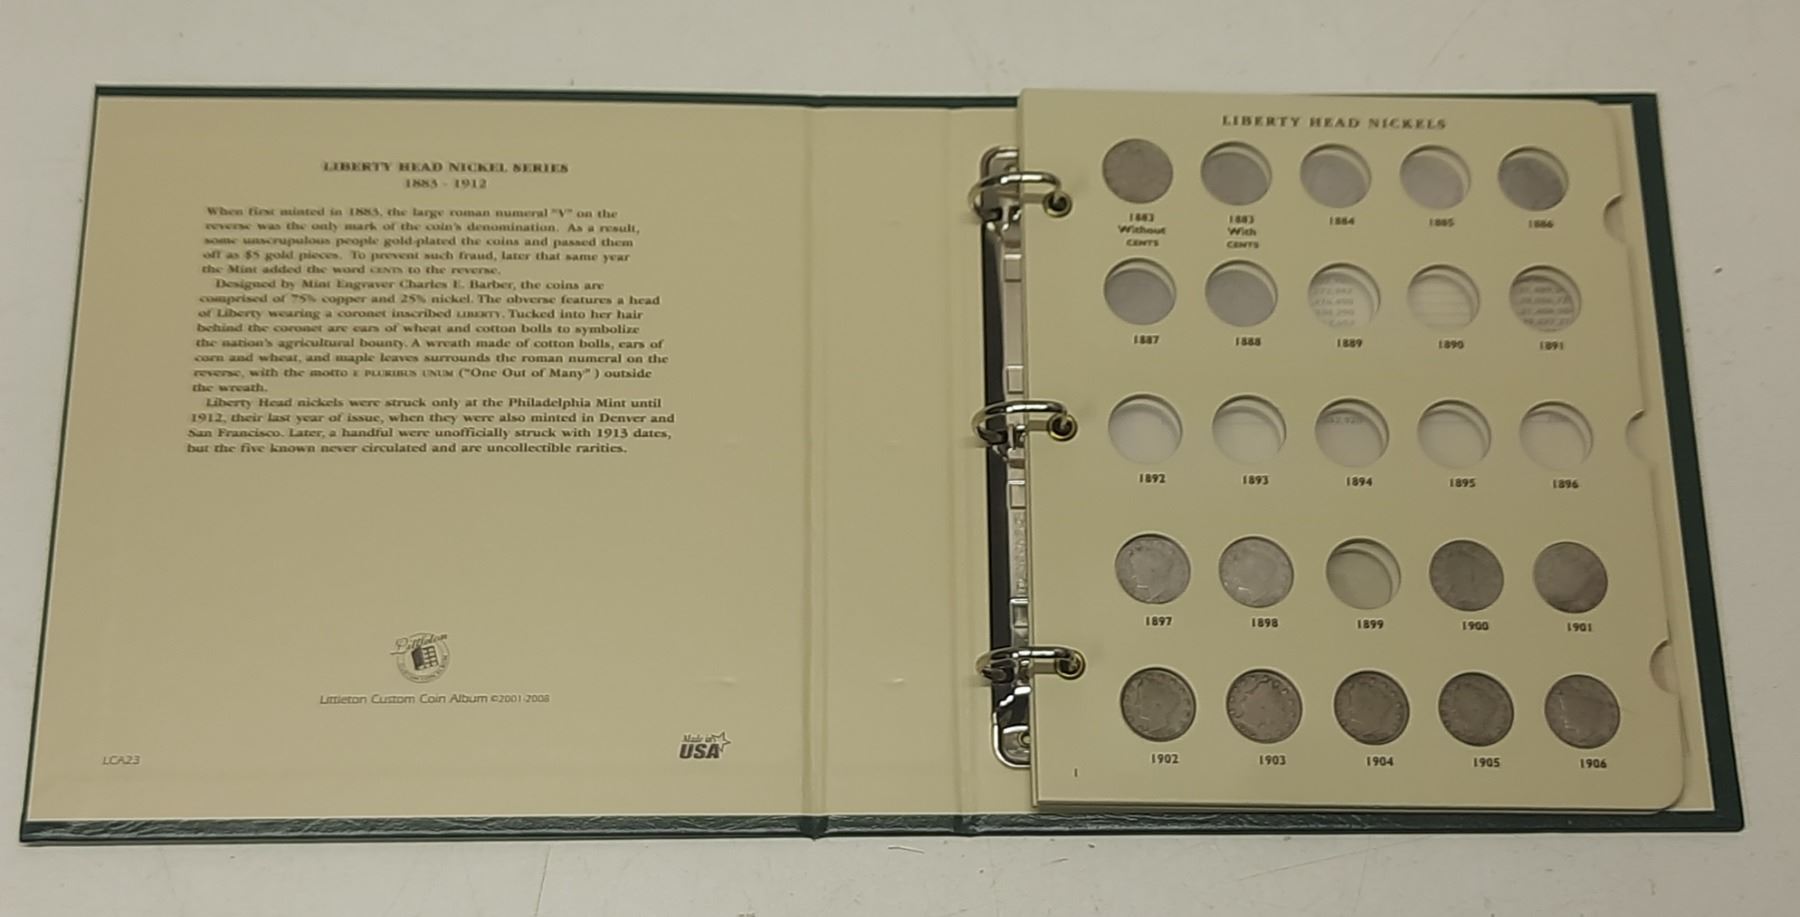 LIBERTY HEAD NICKEL SERIES
1883 - 1912
When first minted in 1883, the large roman numeral "V" on the
reverse was the only mark of the coin's denomination. As a result,
some unscrupulous people gold-plated the coins and passed them
off as $5 gold pieces. To prevent such fraud, later that same year
the Mint added the word CENTS to the reverse.
Designed by Mint Engraver Charles E. Barber, the coins are
comprised of 75% copper and 25% nickel. The obverse features a head
of Liberty wearing a coronet inscribed LIBERTY. Tucked into her hair
behind the coronet are ears of wheat and cotton bolls to symbolize
the nation's agricultural bounty. A wreath made of cotton bolls, ears of
corn and wheat, and maple leaves surrounds the roman numeral on the
reverse, with the motto E PLURIBUS UNUM ("One Out of Many" ) outside
the wreath.
Liberty Head nickels were struck only at the Philadelphia Mint until
1912, their last year of issue, when they were also minted in Denver and
San Francisco. Later, a handful were unofficially struck with 1913 dates,
but the five known never circulated and are uncollectible rarities.
Littleton
Littleton Custom Coin Album ©2001-2008
Made in
USA
LCA23
LIBERTY HEAD NICKELS
1883 Without CENTS
1883 With CENTS
1884
1885
1886
1887
1888
1889
1890
1891
1892
1893
1894
1895
1896
1897
1898
1899
1900
1901
1902
1903
1904
1905
1906
1